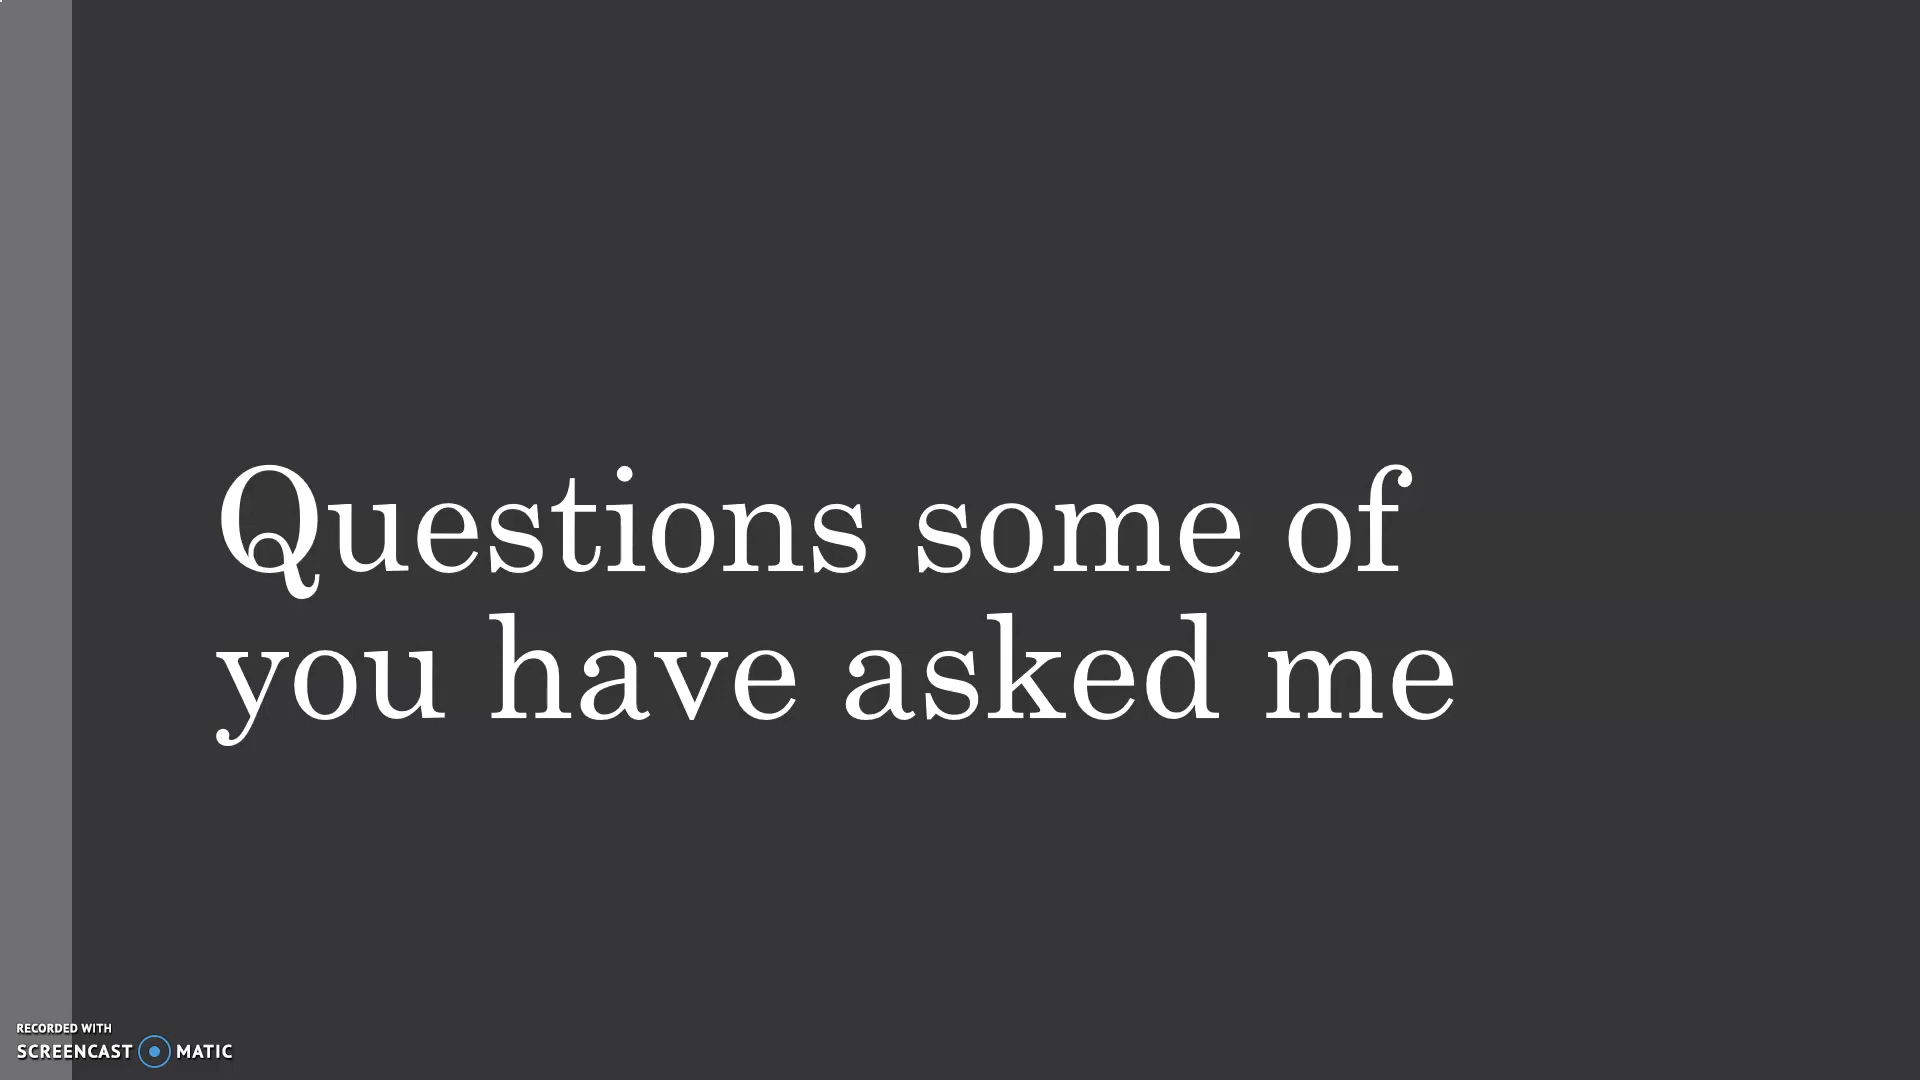 Questions some of
you have asked me
RECORDED WITH
SCREENCAST MATIC